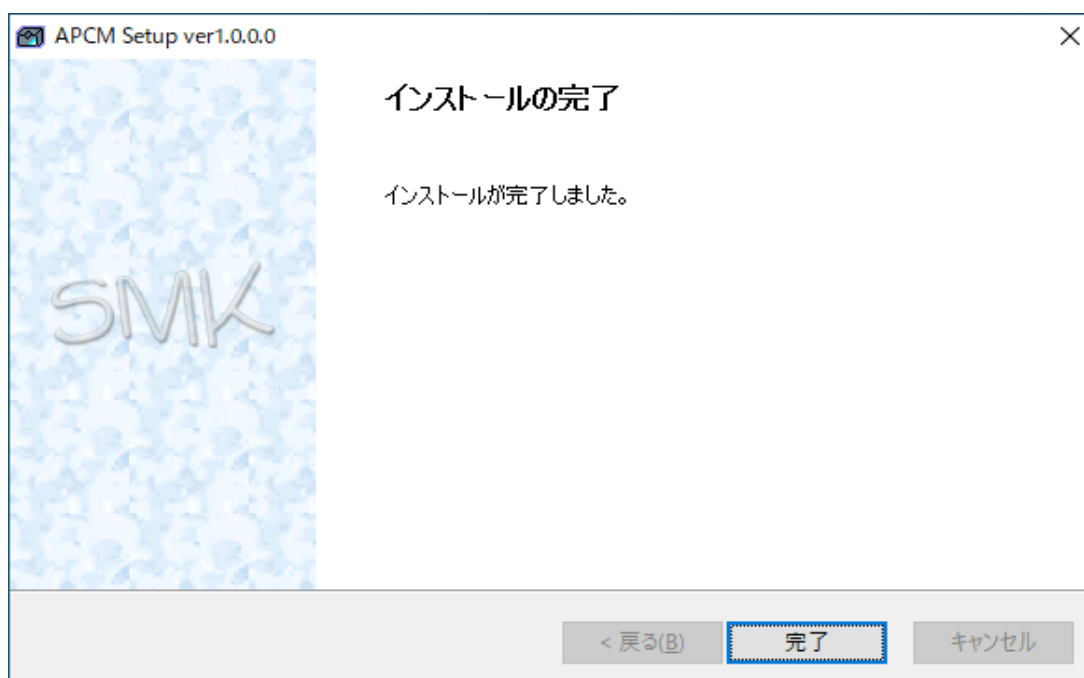 APCM Setup ver1.0.0.0
インストールの完了
インストールが完了しました。
SMK
< 戻る(B)
完了
キャンセル